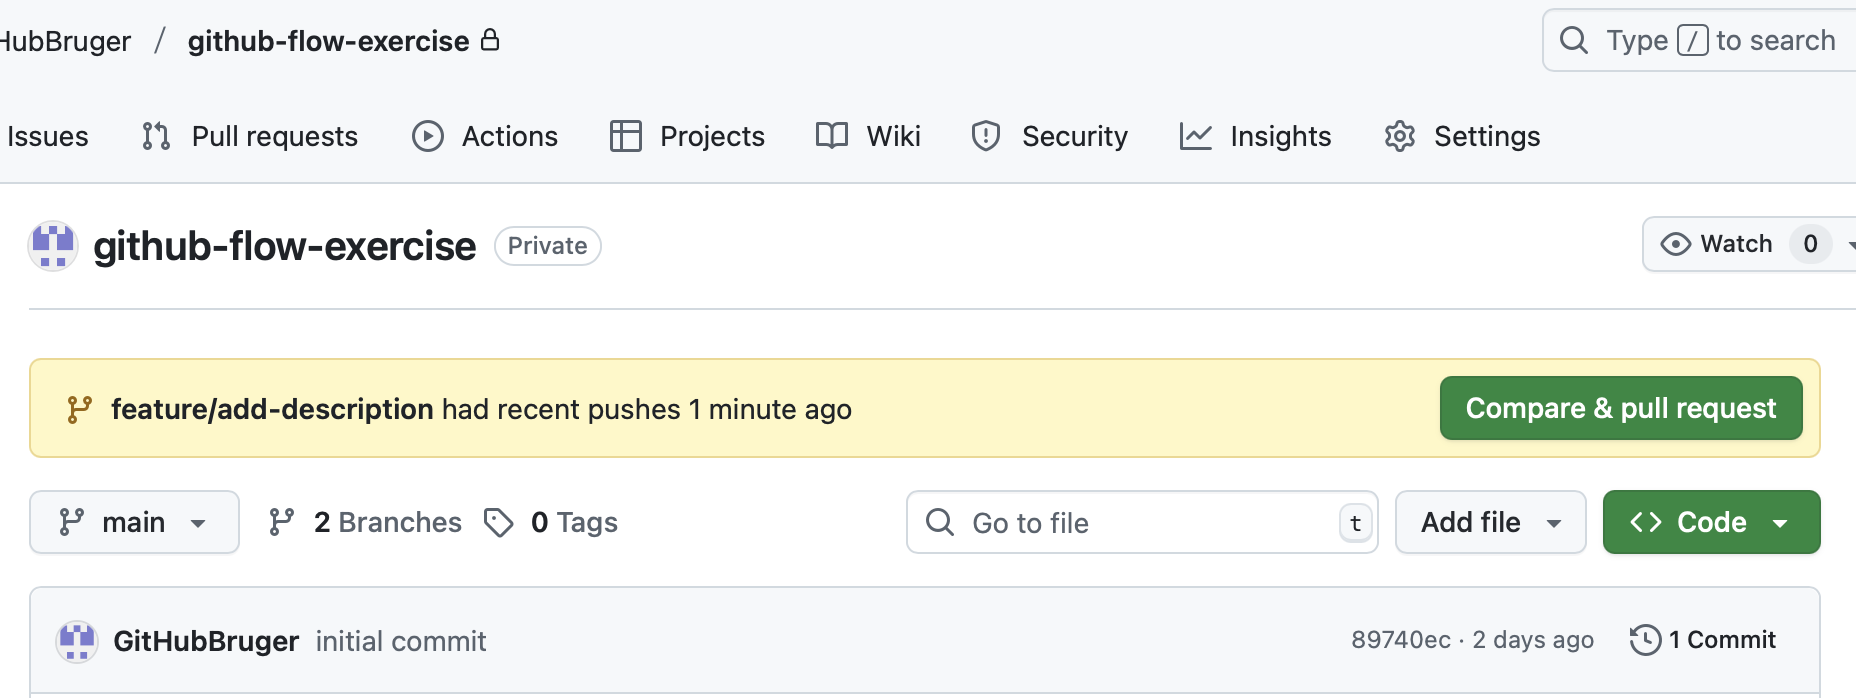 HubBruger / github-flow-exercise
Type / to search
Issues Pull requests Actions Projects Wiki Security Insights Settings
github-flow-exercise Private
Watch 0
feature/add-description had recent pushes 1 minute ago
Compare & pull request
main 2 Branches 0 Tags
Go to file t
Add file
<> Code
GitHubBruger initial commit
89740ec · 2 days ago
1 Commit